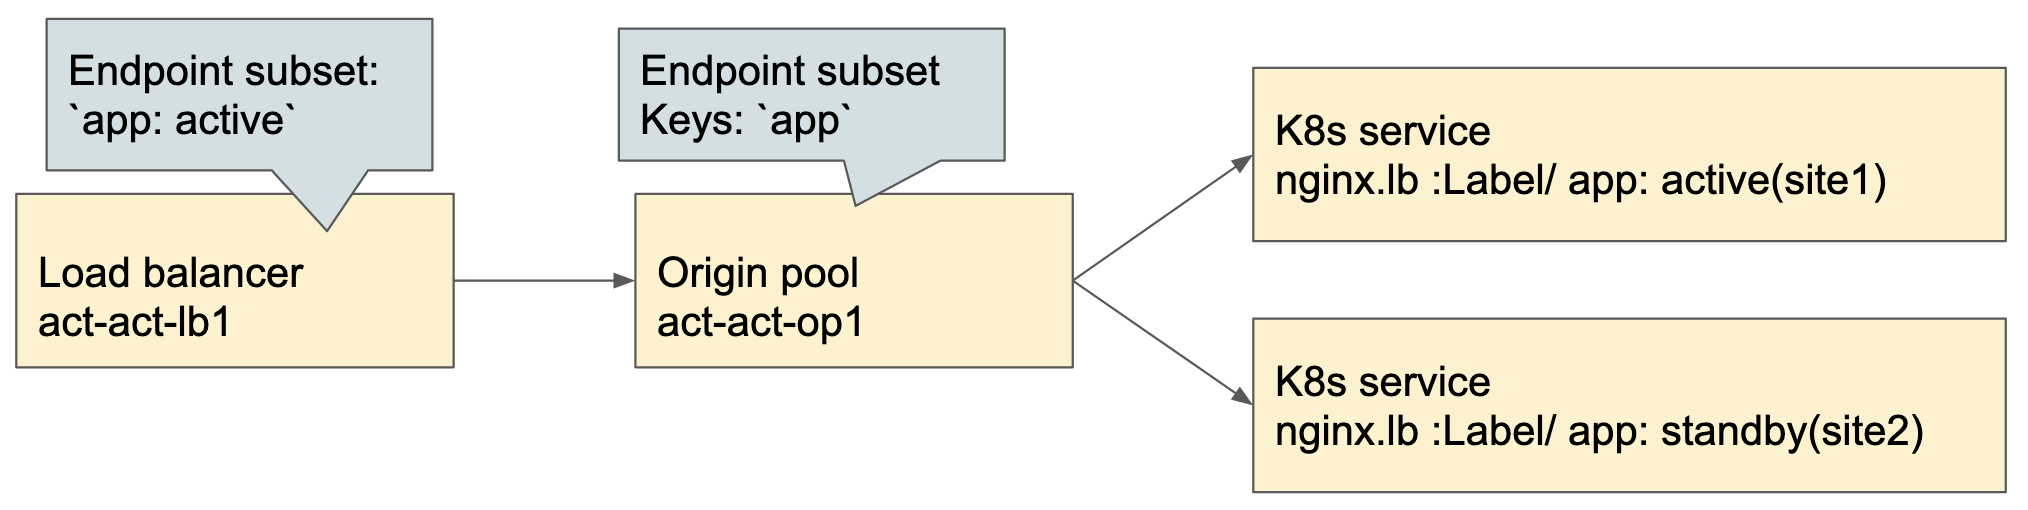 Endpoint subset:
`app: active`
Load balancer
act-act-lb1
Endpoint subset
Keys: `app`
Origin pool
act-act-op1
K8s service
nginx.lb :Label/ app: active(site1)
K8s service
nginx.lb :Label/ app: standby(site2)